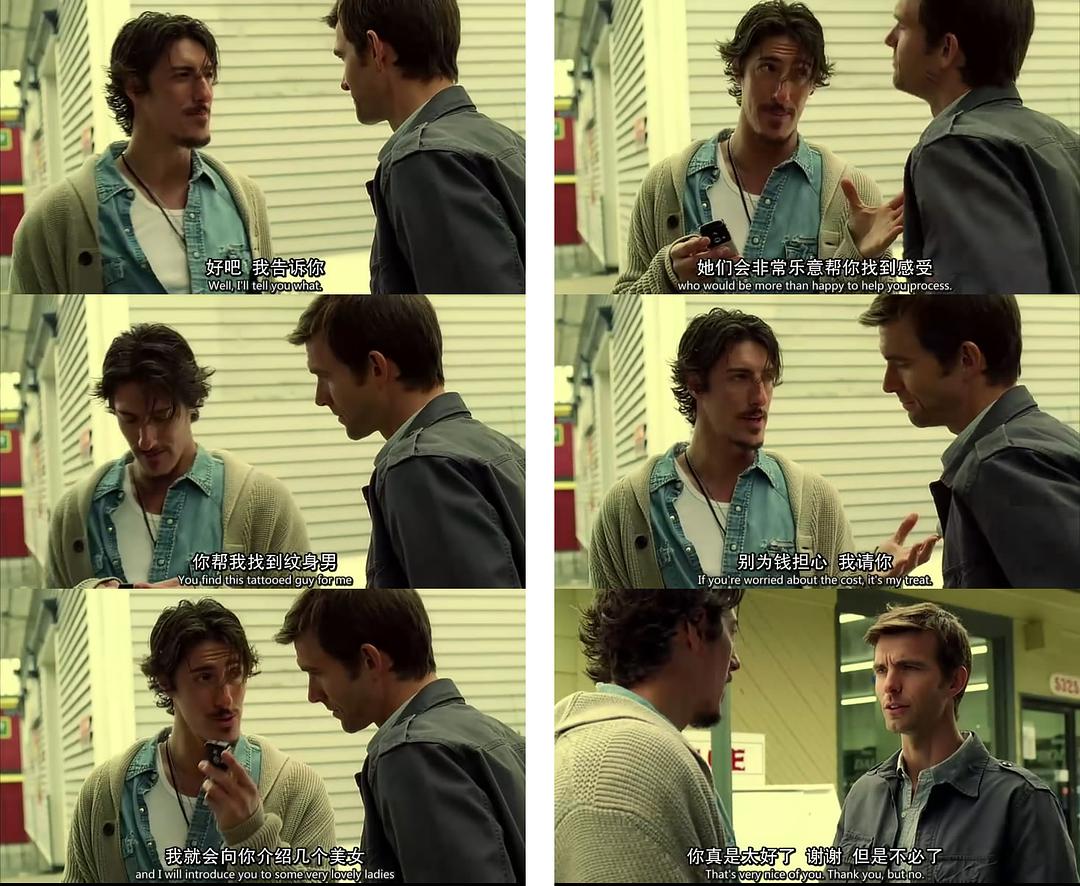 好吧 我告诉你
Well, I'll tell you what.
她们会非常乐意帮你找到感受
who would be more than happy to help you process.
你帮我找到纹身男
You find this tattooed guy for me
别为钱担心 我请你
If you're worried about the cost, it's my treat.
我就会向你介绍几个美女
and I will introduce you to some very lovely ladies
5325
你真是太好了 谢谢 但是不必了
That's very nice of you. Thank you, but no.